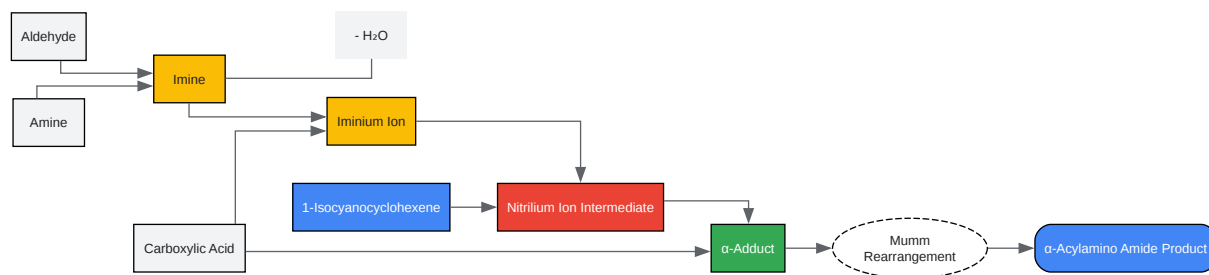 Aldehyde
- H₂O
Imine
Amine
Iminium Ion
1-Isocyanocyclohexene
Nitrilium Ion Intermediate
Carboxylic Acid
α-Adduct
Mumm
Rearrangement
α-Acylamino Amide Product